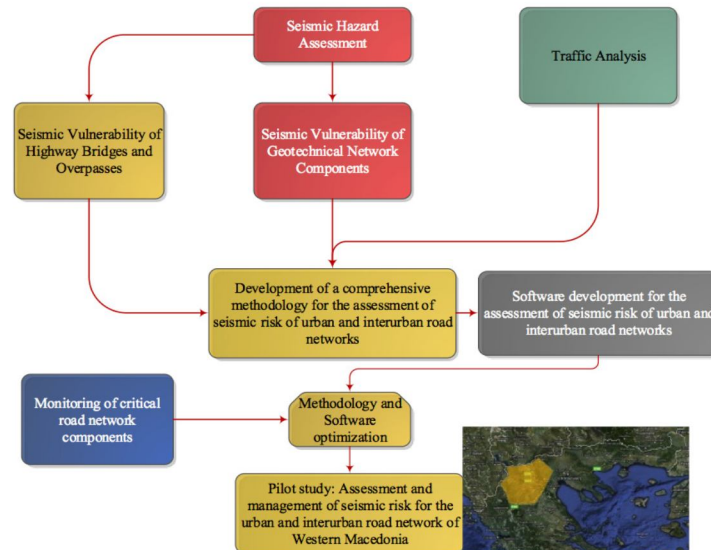 Seismic Hazard
Assessment
Traffic Analysis
Seismic Vulnerability of
Highway Bridges and
Overpasses
Seismic Vulnerability of
Geotechnical Network
Components
Development of a comprehensive
methodology for the assessment of
seismic risk of urban and interurban road
networks
Software development for the
assessment of seismic risk of urban and
interurban road networks
Monitoring of critical
road network
components
Methodology and
Software
optimization
Pilot study: Assessment and
management of seismic risk for the
urban and interurban road network of
Western Macedonia